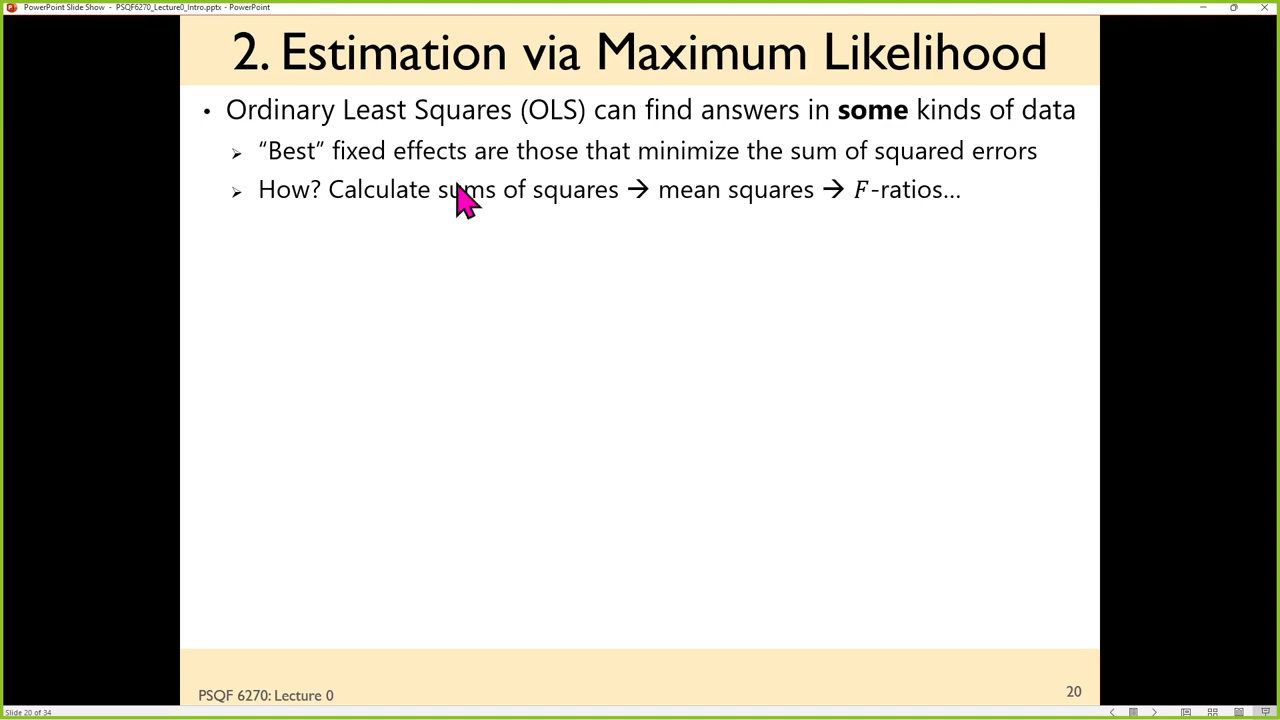 PowerPoint Slide Show - PSQF6270_Lecture0_Intro.pptx - PowerPoint
2. Estimation via Maximum Likelihood
• Ordinary Least Squares (OLS) can find answers in some kinds of data
➢ “Best” fixed effects are those that minimize the sum of squared errors
➢ How? Calculate sums of squares → mean squares → F-ratios…
PSQF 6270: Lecture 0
20
Slide 20 of 34